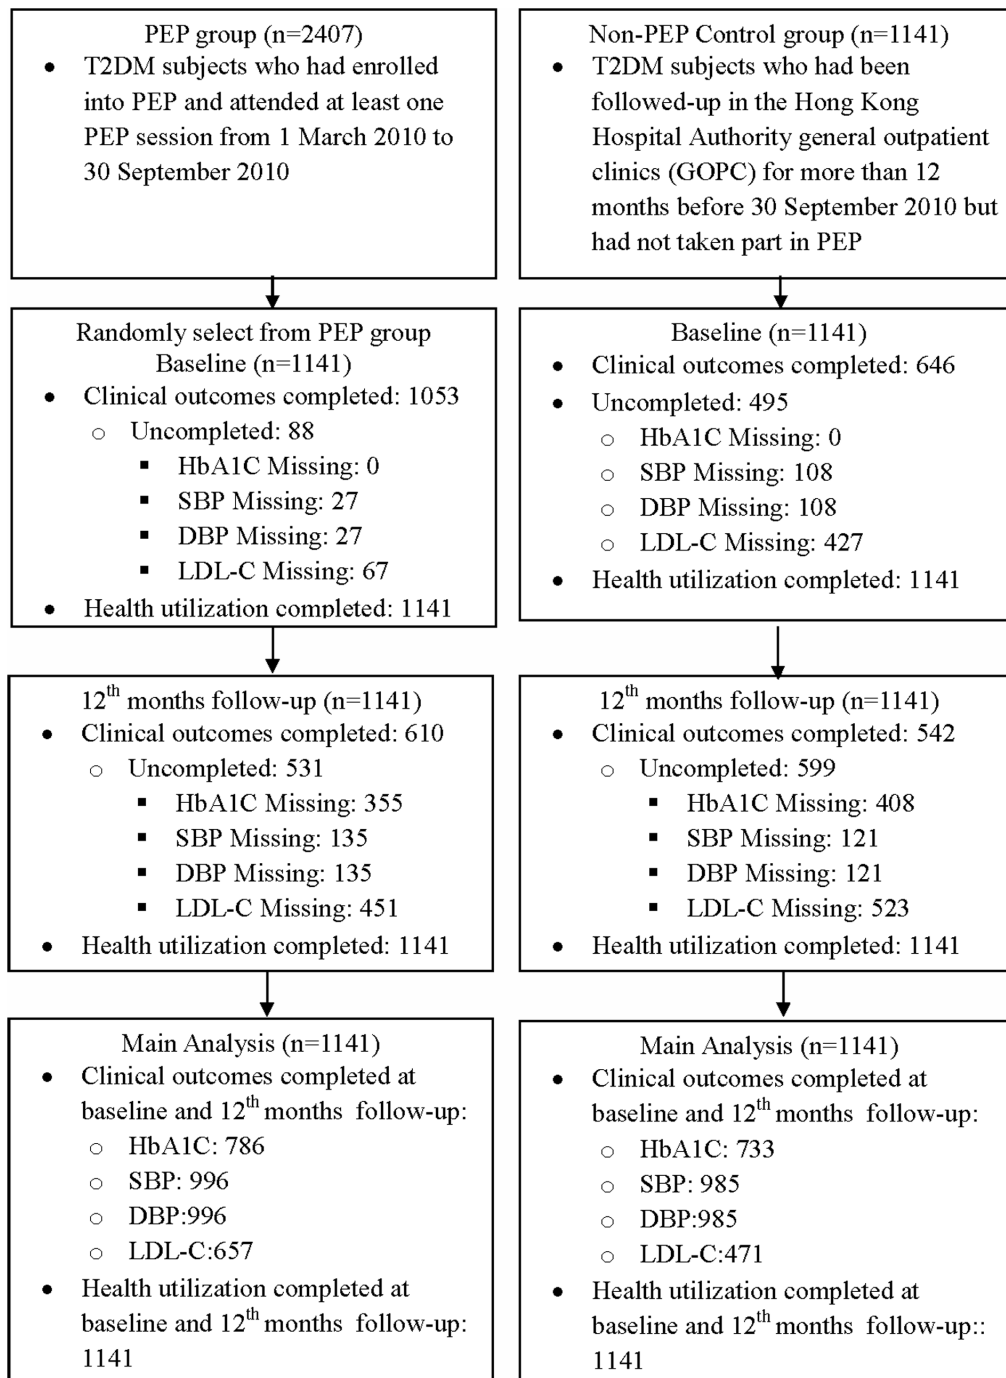 PEP group (n=2407)
• T2DM subjects who had enrolled
into PEP and attended at least one
PEP session from 1 March 2010 to
30 September 2010
Non-PEP Control group (n=1141)
• T2DM subjects who had been
followed-up in the Hong Kong
Hospital Authority general outpatient
clinics (GOPC) for more than 12
months before 30 September 2010 but
had not taken part in PEP
Randomly select from PEP group
Baseline (n=1141)
• Clinical outcomes completed: 1053
○ Uncompleted: 88
▪ HbA1C Missing: 0
▪ SBP Missing: 27
▪ DBP Missing: 27
▪ LDL-C Missing: 67
• Health utilization completed: 1141
Baseline (n=1141)
• Clinical outcomes completed: 646
• Uncompleted: 495
○ HbA1C Missing: 0
○ SBP Missing: 108
○ DBP Missing: 108
○ LDL-C Missing: 427
• Health utilization completed: 1141
12th months follow-up (n=1141)
• Clinical outcomes completed: 610
○ Uncompleted: 531
▪ HbA1C Missing: 355
▪ SBP Missing: 135
▪ DBP Missing: 135
▪ LDL-C Missing: 451
• Health utilization completed: 1141
12th months follow-up (n=1141)
• Clinical outcomes completed: 542
○ Uncompleted: 599
▪ HbA1C Missing: 408
▪ SBP Missing: 121
▪ DBP Missing: 121
▪ LDL-C Missing: 523
• Health utilization completed: 1141
Main Analysis (n=1141)
• Clinical outcomes completed at
baseline and 12th months follow-up:
○ HbA1C: 786
○ SBP: 996
○ DBP:996
○ LDL-C:657
• Health utilization completed at
baseline and 12th months follow-up:
1141
Main Analysis (n=1141)
• Clinical outcomes completed at
baseline and 12th months follow-up:
○ HbA1C: 733
○ SBP: 985
○ DBP:985
○ LDL-C:471
• Health utilization completed at
baseline and 12th months follow-up::
1141